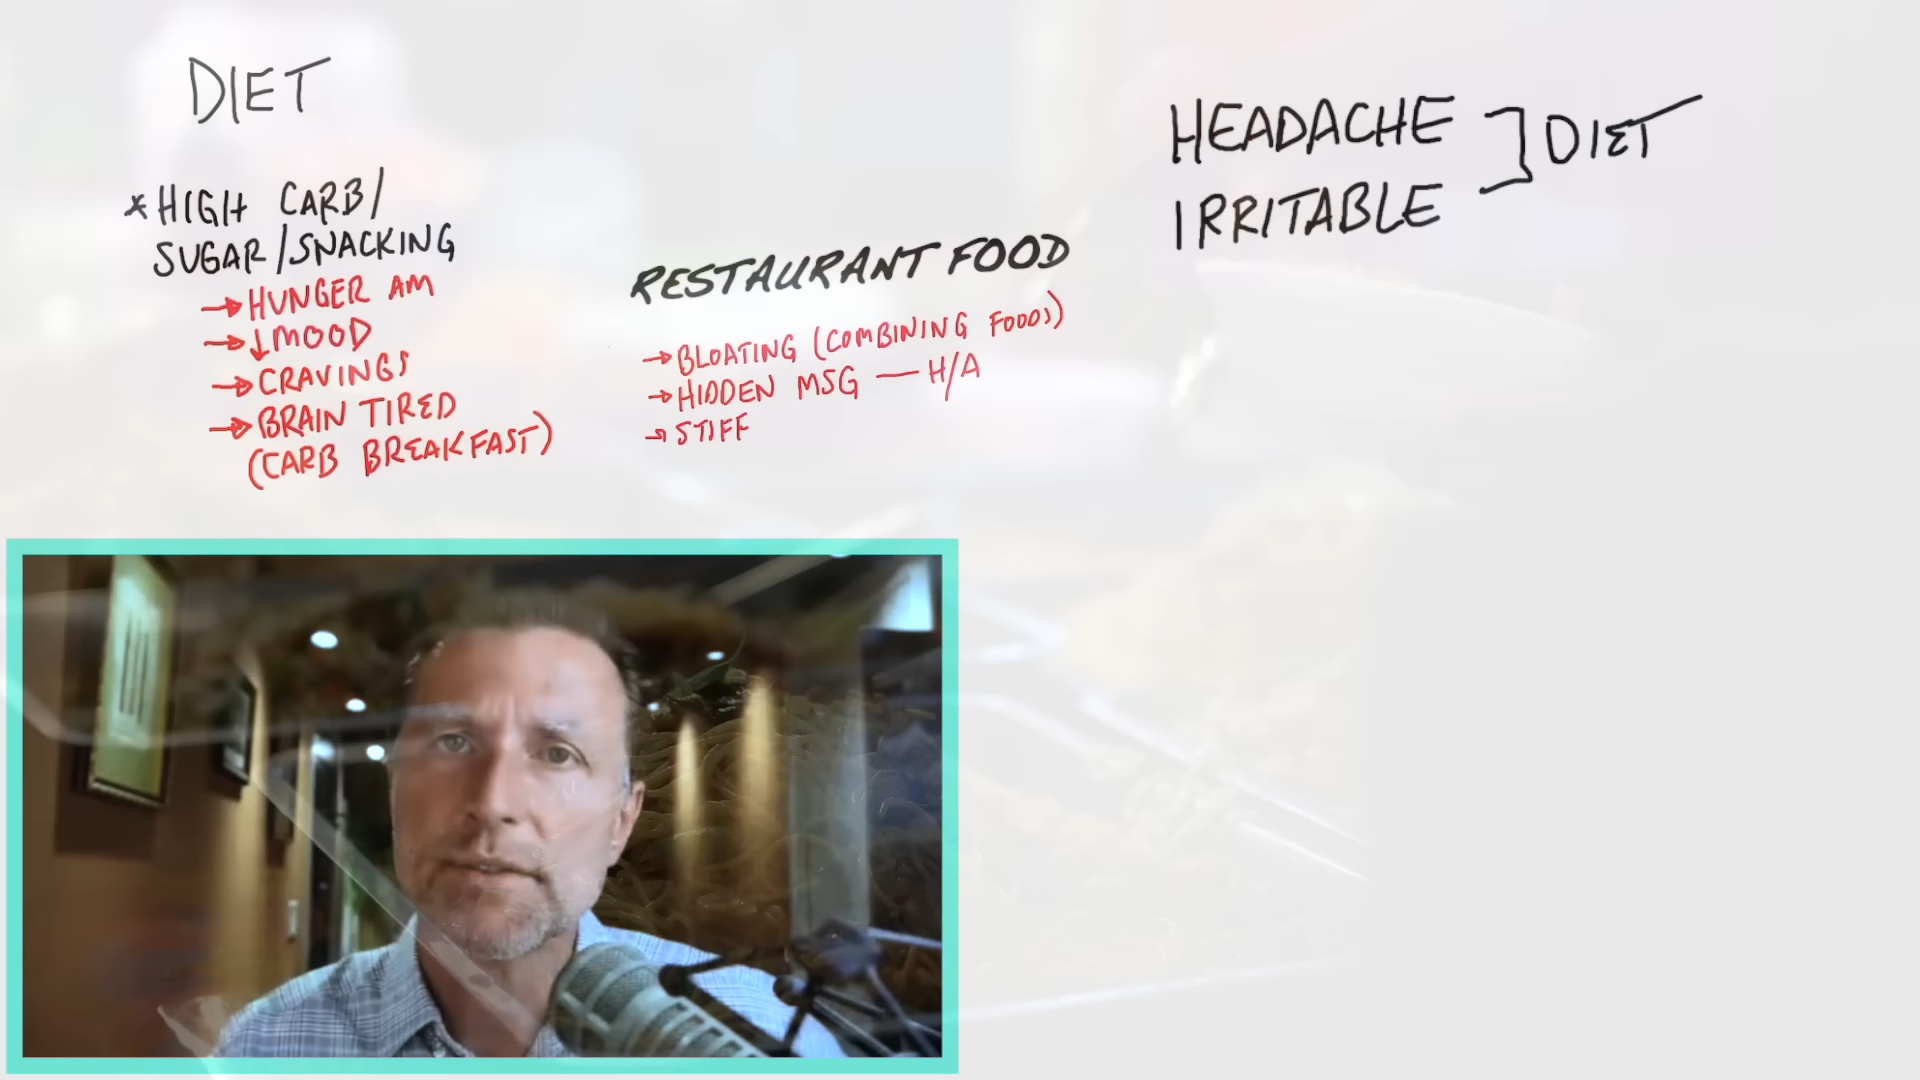 DIET
*HIGH CARB/
SUGAR/SNACKING
→HUNGER AM
→↓MOOD
→CRAVINGS
→BRAIN TIRED
(CARB BREAKFAST)
RESTAURANT FOOD
→BLOATING (COMBINING FOODS)
→HIDDEN MSG — H/A
→STIFF
HEADACHE ] DIET
IRRITABLE